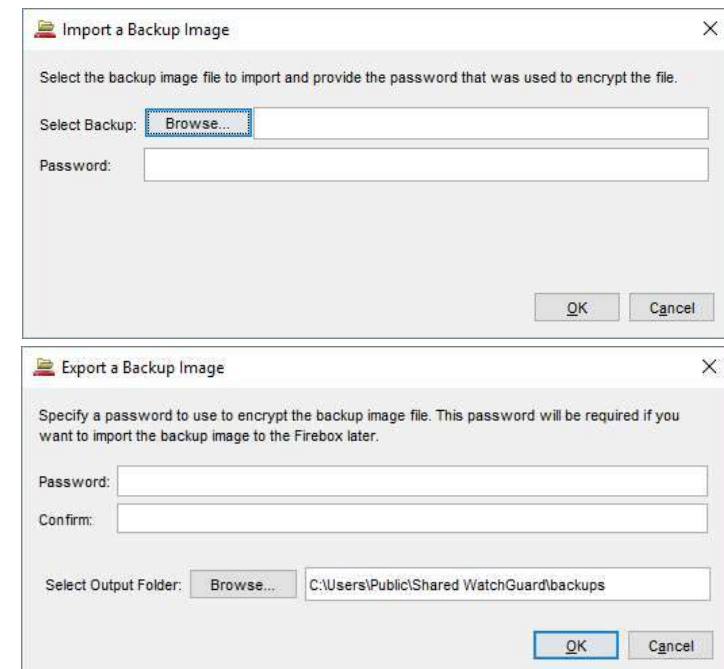 Import a Backup Image
Select the backup image file to import and provide the password that was used to encrypt the file.
Select Backup: Browse...
Password:
OK Cancel
Export a Backup Image
Specify a password to use to encrypt the backup image file. This password will be required if you
want to import the backup image to the Firebox later.
Password:
Confirm:
Select Output Folder: Browse... C:\Users\Public\Shared WatchGuard\backups
OK Cancel